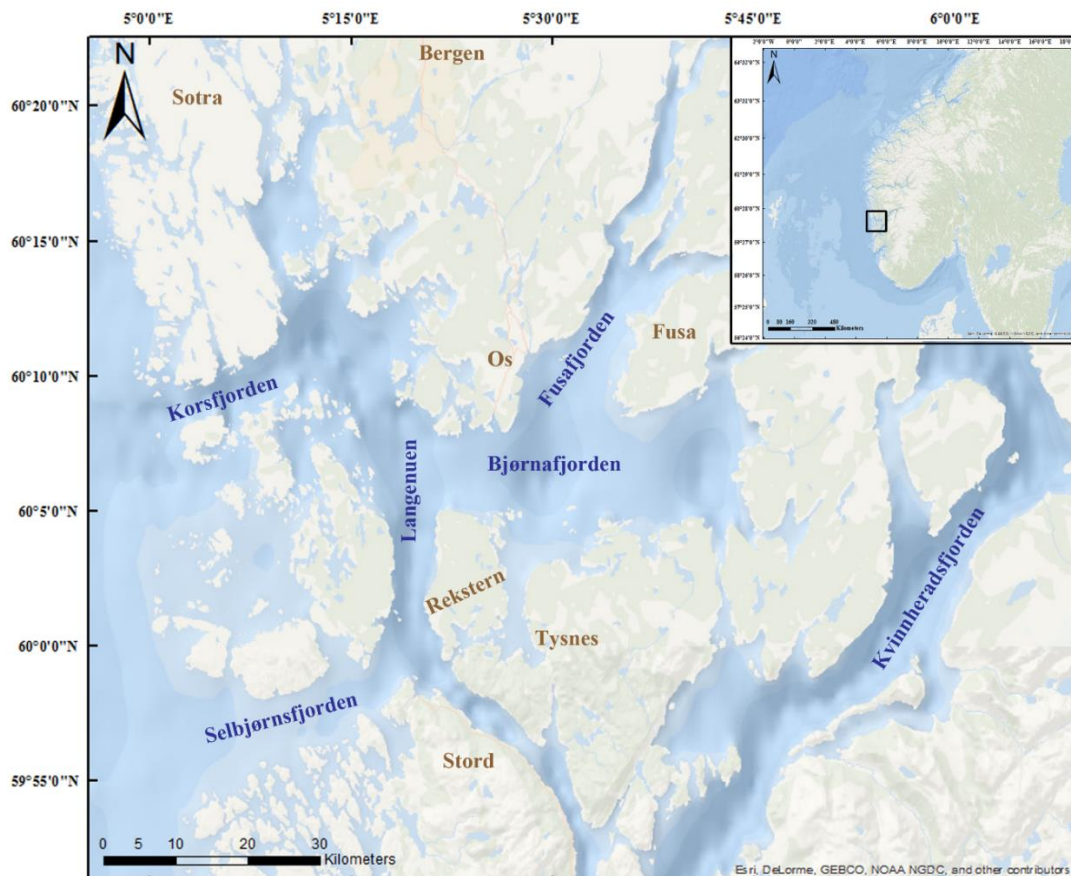 5°0'0"E 5°15'0"E 5°30'0"E 5°45'0"E 6°0'0"E
N
Bergen
Sotra
60°20'0"N
60°15'0"N
60°10'0"N
60°5'0"N
60°0'0"N
59°55'0"N
Fusafjorden
Fusa
Os
Korsfjorden
Langenuen
Bjørnafjorden
Rekstern
Tysnes
Kvinnheradsfjorden
Selbjørnsfjorden
Stord
0 5 10 20 30
Kilometers
Esri, DeLorme, GEBCO, NOAA NGDC, and other contributors
N
Kilometers